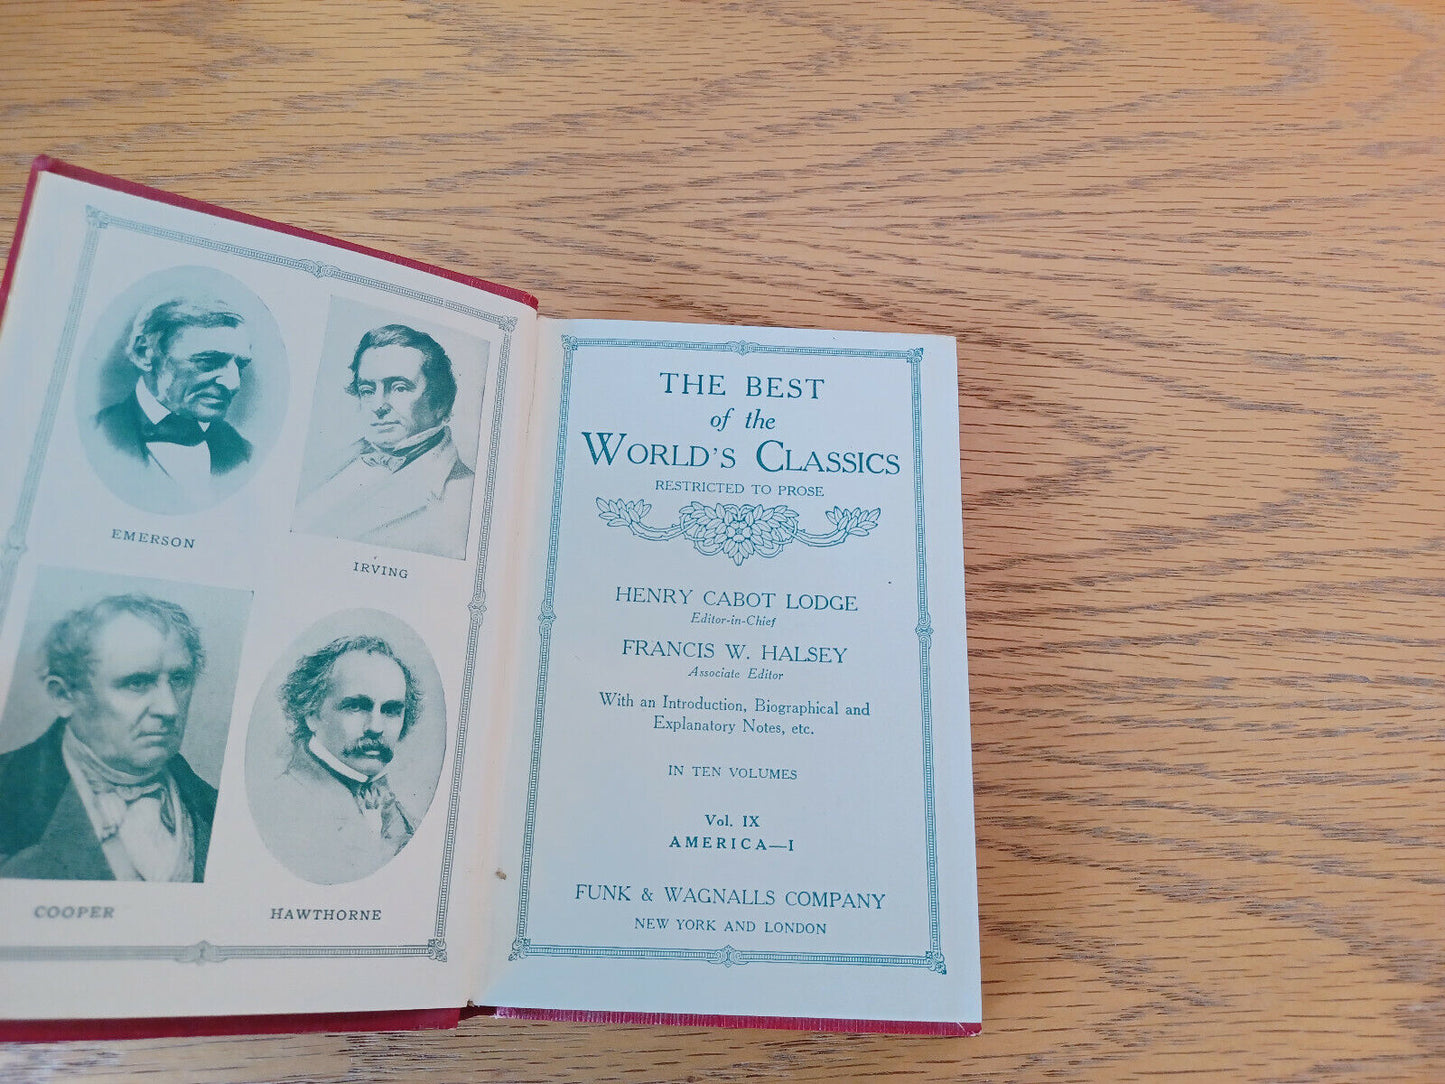 EMERSON
IRVING
COOPER
HAWTHORNE
THE BEST
of the
WORLD'S CLASSICS
RESTRICTED TO PROSE
HENRY CABOT LODGE
Editor-in-Chief
FRANCIS W. HALSEY
Associate Editor
With an Introduction, Biographical and
Explanatory Notes, etc.
IN TEN VOLUMES
Vol. IX
AMERICA—I
FUNK & WAGNALLS COMPANY
NEW YORK AND LONDON